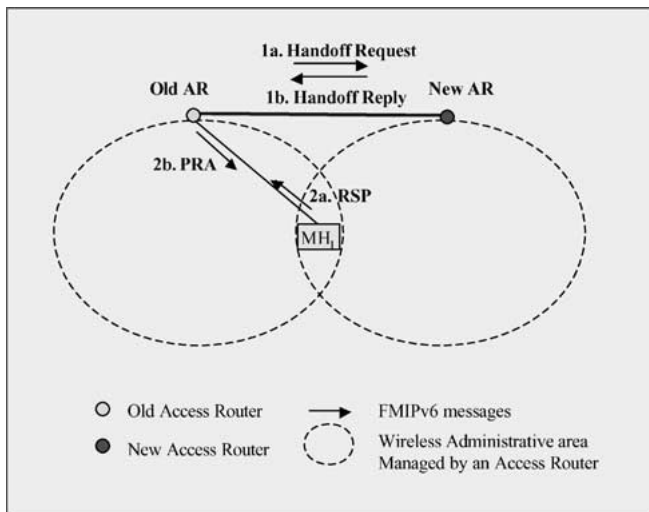 1a. Handoff Request
Old AR
1b. Handoff Reply
New AR
2b. PRA
2a. RSP
MH1
Old Access Router
FMIPv6 messages
New Access Router
Wireless Administrative area
Managed by an Access Router